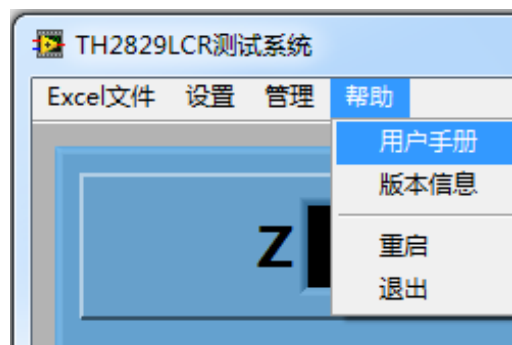 TH2829LCR测试系统
Excel文件 设置 管理 帮助
用户手册
版本信息
Z
重启
退出